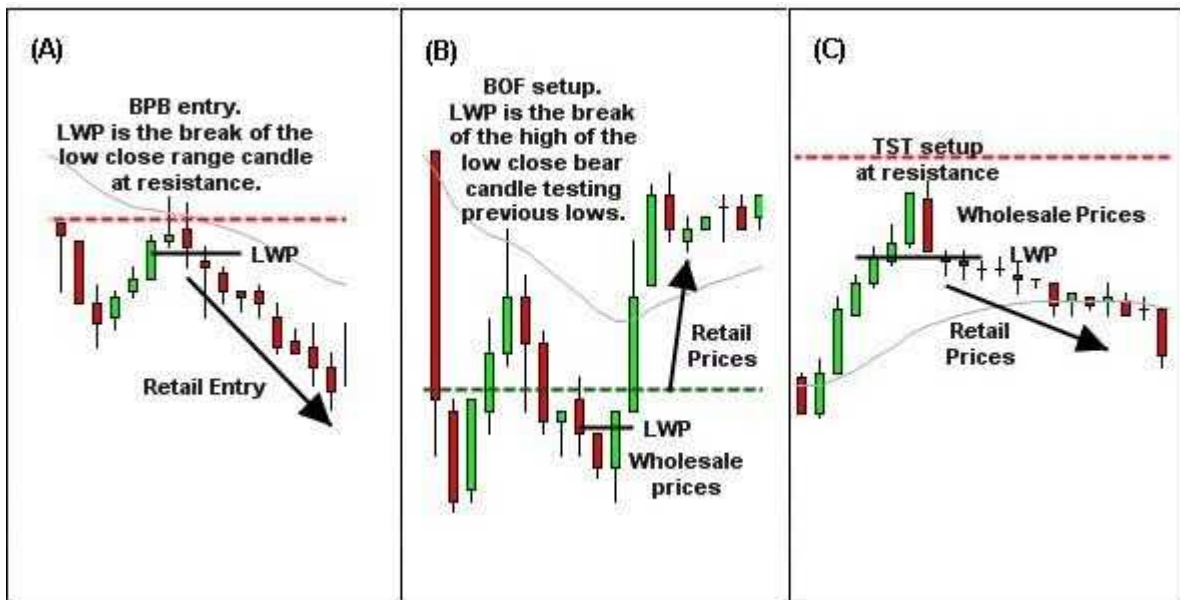 (A)
BPB entry.
LWP is the break of the
low close range candle
at resistance.
LWP
Retail Entry
(B)
BOF setup.
LWP is the break
of the high of the
low close bear
candle testing
previous lows.
Retail
Prices
LWP
Wholesale
prices
(C)
TST setup
at resistance
Wholesale Prices
LWP
Retail
Prices